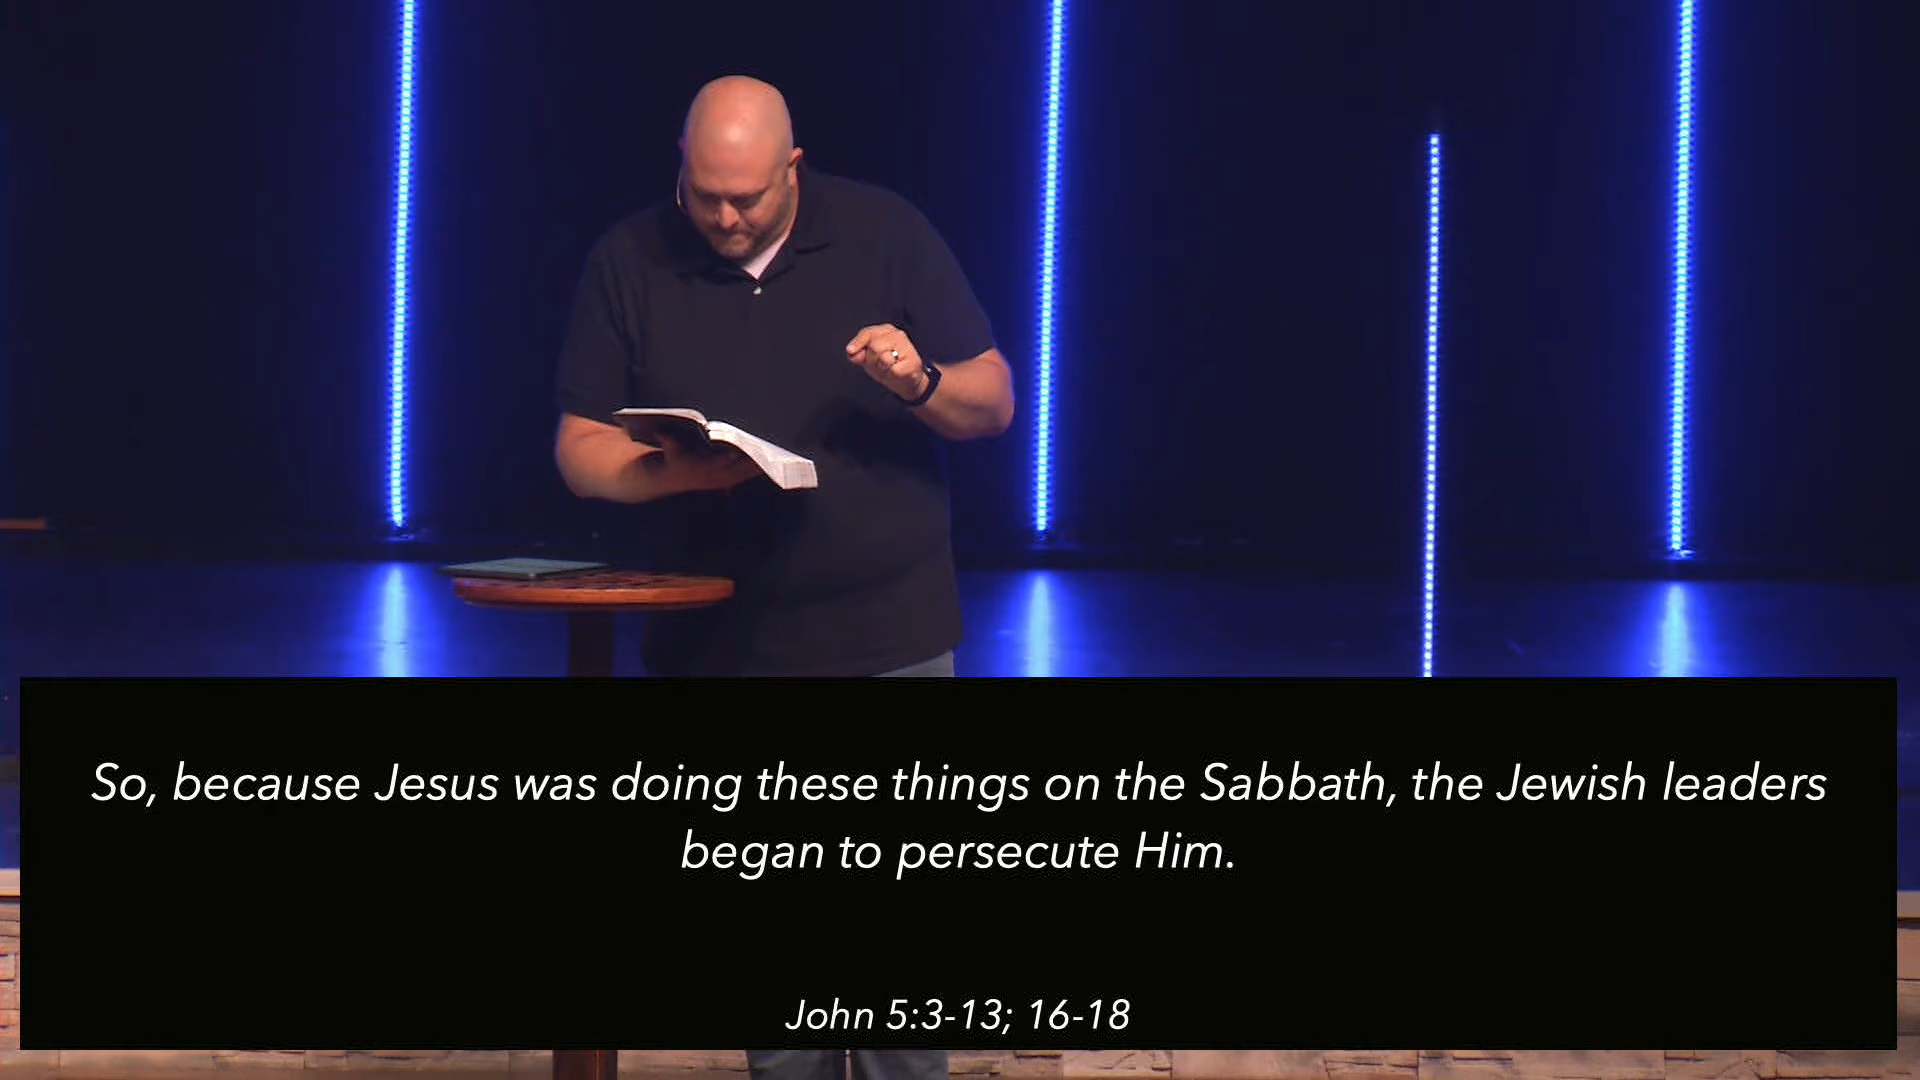 So, because Jesus was doing these things on the Sabbath, the Jewish leaders
began to persecute Him.
John 5:3-13; 16-18